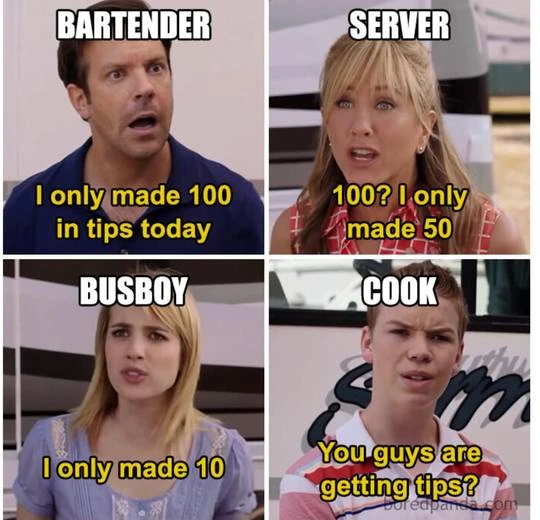 BARTENDER
I only made 100
in tips today
SERVER
100? I only
made 50
BUSBOY
I only made 10
COOK
You guys are
getting tips?
boredpanda.com